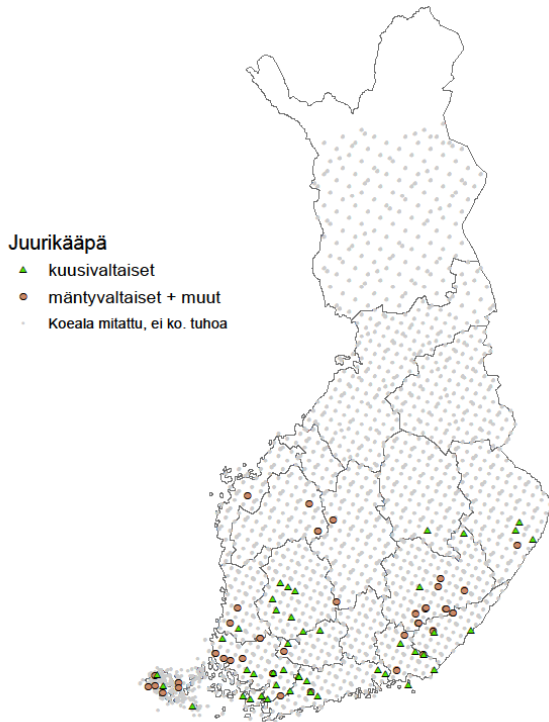 Juurikääpä
kuusivaltaiset
mäntyvaltaiset + muut
Koeala mitattu, ei ko. tuhoa